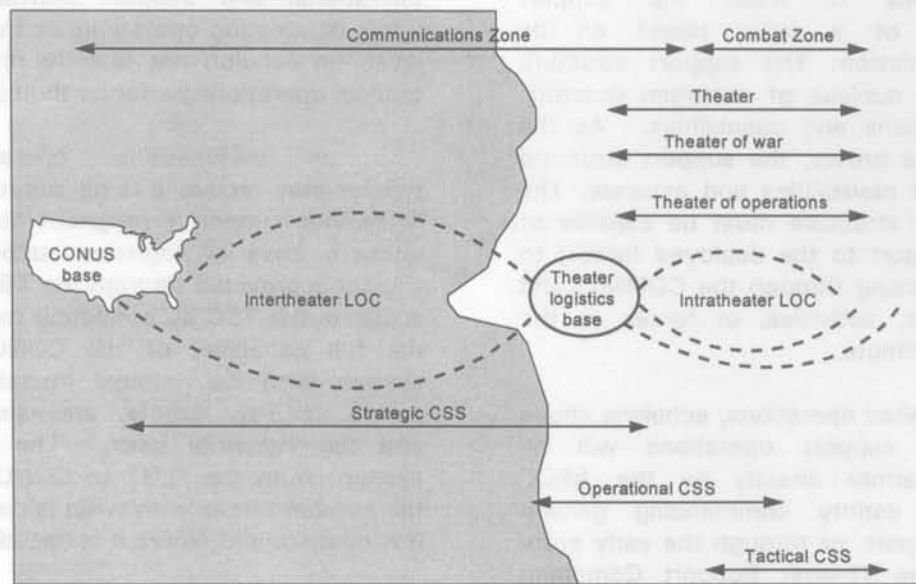 Communications Zone
Combat Zone
Theater
Theater of war
Theater of operations
CONUS
base
Intertheater LOC
Theater
logistics
base
Intratheater LOC
Strategic CSS
Operational CSS
Tactical CSS